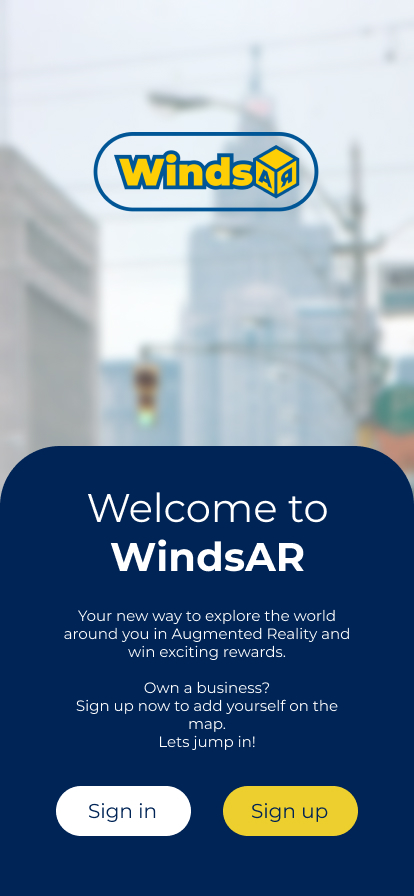 WindsAR
Welcome to
WindsAR
Your new way to explore the world
around you in Augmented Reality and
win exciting rewards.
Own a business?
Sign up now to add yourself on the
map.
Lets jump in!
Sign in
Sign up